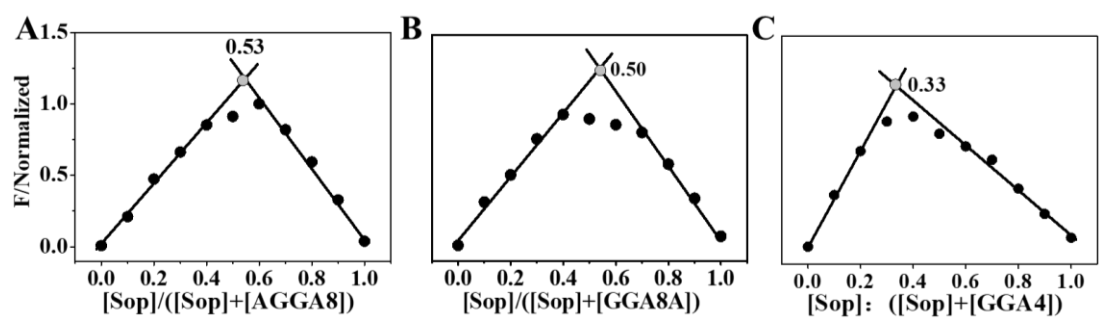 A
1.5
1.0
0.5
0.0
F/Normalized
0.53
0.0 0.2 0.4 0.6 0.8 1.0
[Sop]/([Sop]+[AGGA8])
B
0.50
0.0 0.2 0.4 0.6 0.8 1.0
[Sop]/([Sop]+[GGA8A])
C
0.33
0.0 0.2 0.4 0.6 0.8 1.0
[Sop]：([Sop]+[GGA4])